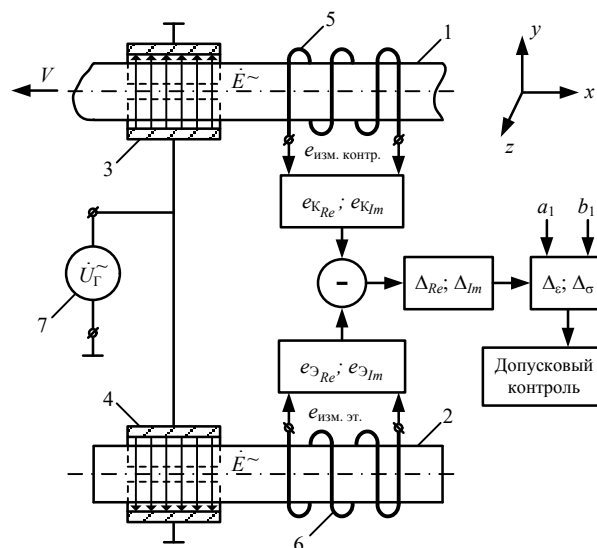 5
1
y
x
z
V
Ė~
3
e изм. контр.
e К Re ; e К Im
a1
b1
U̇ Г ~
7
-
Δ Re; Δ Im
Δε; Δσ
e Э Re ; e Э Im
Допусковый
контроль
4
e изм. эт.
2
Ė~
6